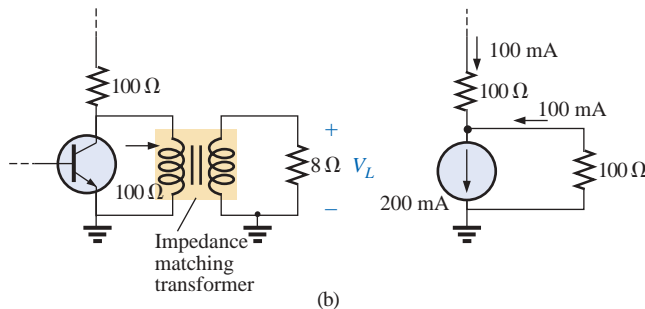 100 mA
100 Ω
100 Ω
100 mA
100 Ω
+
8 Ω V_L
−
100 Ω
200 mA
Impedance
matching
transformer
(b)